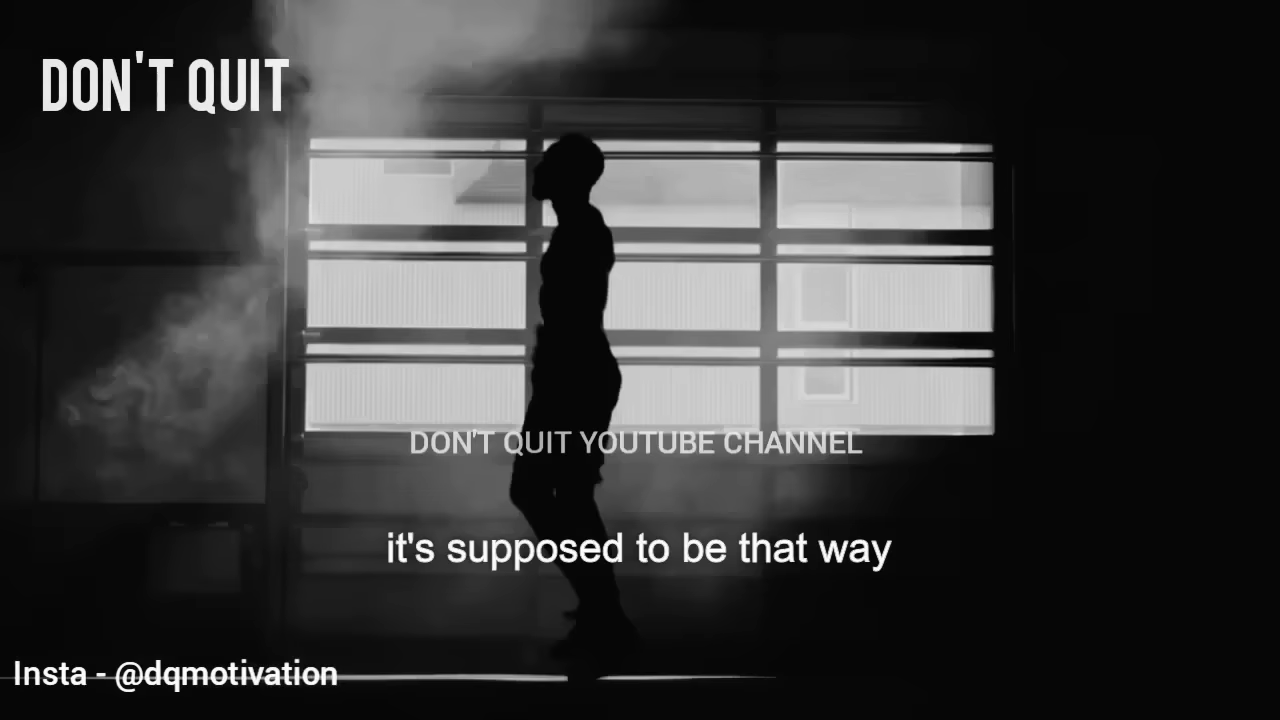 DON'T QUIT
DON'T QUIT YOUTUBE CHANNEL
it's supposed to be that way
Insta - @dqmotivation